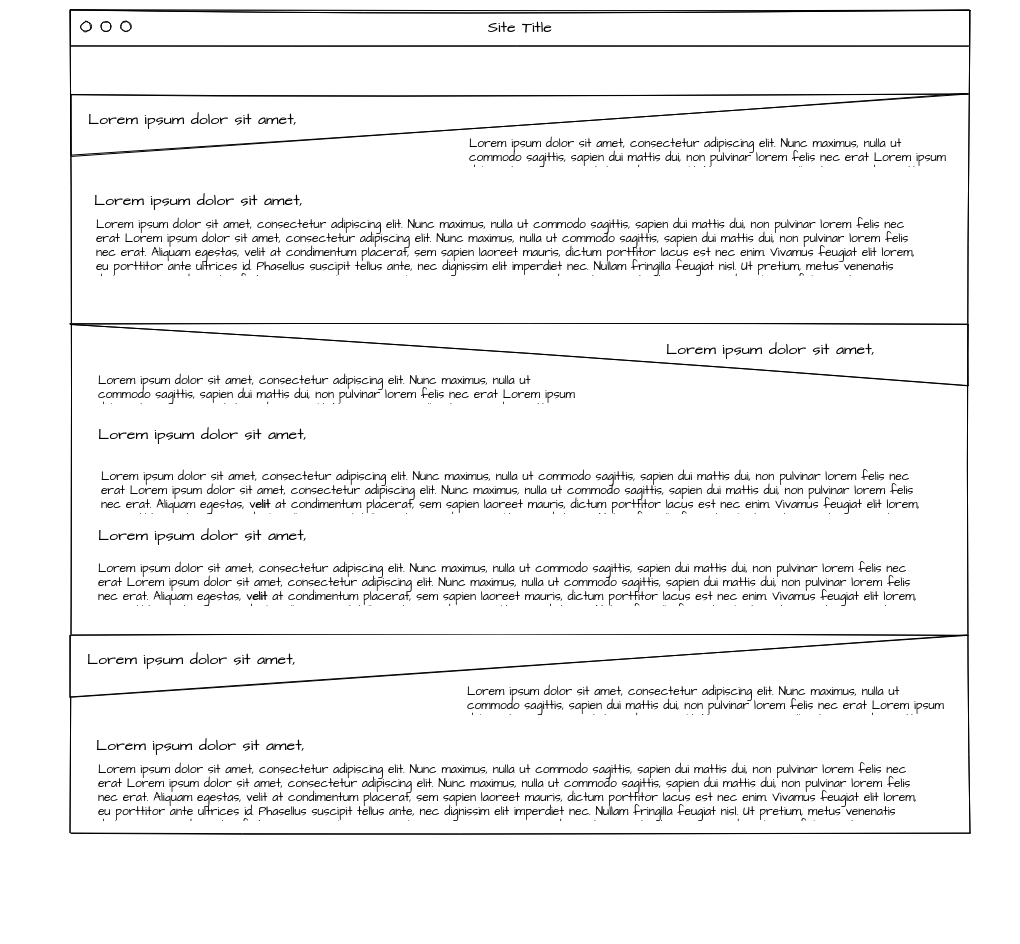 Site Title
Lorem ipsum dolor sit amet,
Lorem ipsum dolor sit amet, consectetur adipiscing elit. Nunc maximus, nulla ut
commodo sagittis, sapien dui mattis dui, non pulvinar lorem felis nec erat Lorem ipsum
Lorem ipsum dolor sit amet,
Lorem ipsum dolor sit amet, consectetur adipiscing elit. Nunc maximus, nulla ut commodo sagittis, sapien dui mattis dui, non pulvinar lorem felis nec
erat Lorem ipsum dolor sit amet, consectetur adipiscing elit. Nunc maximus, nulla ut commodo sagittis, sapien dui mattis dui, non pulvinar lorem felis
nec erat. Aliquam egestas, velit at condimentum placerat, sem sapien laoreet mauris, dictum porttitor lacus est nec enim. Vivamus feugiat elit lorem,
eu porttitor ante ultrices id. Phasellus suscipit tellus ante, nec dignissim elit imperdiet nec. Nullam fringilla feugiat nisl. Ut pretium, metus venenatis
Lorem ipsum dolor sit amet,
Lorem ipsum dolor sit amet, consectetur adipiscing elit. Nunc maximus, nulla ut
commodo sagittis, sapien dui mattis dui, non pulvinar lorem felis nec erat Lorem ipsum
Lorem ipsum dolor sit amet,
Lorem ipsum dolor sit amet, consectetur adipiscing elit. Nunc maximus, nulla ut commodo sagittis, sapien dui mattis dui, non pulvinar lorem felis nec
erat Lorem ipsum dolor sit amet, consectetur adipiscing elit. Nunc maximus, nulla ut commodo sagittis, sapien dui mattis dui, non pulvinar lorem felis
nec erat. Aliquam egestas, velit at condimentum placerat, sem sapien laoreet mauris, dictum porttitor lacus est nec enim. Vivamus feugiat elit lorem,
Lorem ipsum dolor sit amet,
Lorem ipsum dolor sit amet, consectetur adipiscing elit. Nunc maximus, nulla ut commodo sagittis, sapien dui mattis dui, non pulvinar lorem felis nec
erat Lorem ipsum dolor sit amet, consectetur adipiscing elit. Nunc maximus, nulla ut commodo sagittis, sapien dui mattis dui, non pulvinar lorem felis
nec erat. Aliquam egestas, velit at condimentum placerat, sem sapien laoreet mauris, dictum porttitor lacus est nec enim. Vivamus feugiat elit lorem,
Lorem ipsum dolor sit amet,
Lorem ipsum dolor sit amet, consectetur adipiscing elit. Nunc maximus, nulla ut
commodo sagittis, sapien dui mattis dui, non pulvinar lorem felis nec erat Lorem ipsum
Lorem ipsum dolor sit amet,
Lorem ipsum dolor sit amet, consectetur adipiscing elit. Nunc maximus, nulla ut commodo sagittis, sapien dui mattis dui, non pulvinar lorem felis nec
erat Lorem ipsum dolor sit amet, consectetur adipiscing elit. Nunc maximus, nulla ut commodo sagittis, sapien dui mattis dui, non pulvinar lorem felis
nec erat. Aliquam egestas, velit at condimentum placerat, sem sapien laoreet mauris, dictum porttitor lacus est nec enim. Vivamus feugiat elit lorem,
eu porttitor ante ultrices id. Phasellus suscipit tellus ante, nec dignissim elit imperdiet nec. Nullam fringilla feugiat nisl. Ut pretium, metus venenatis